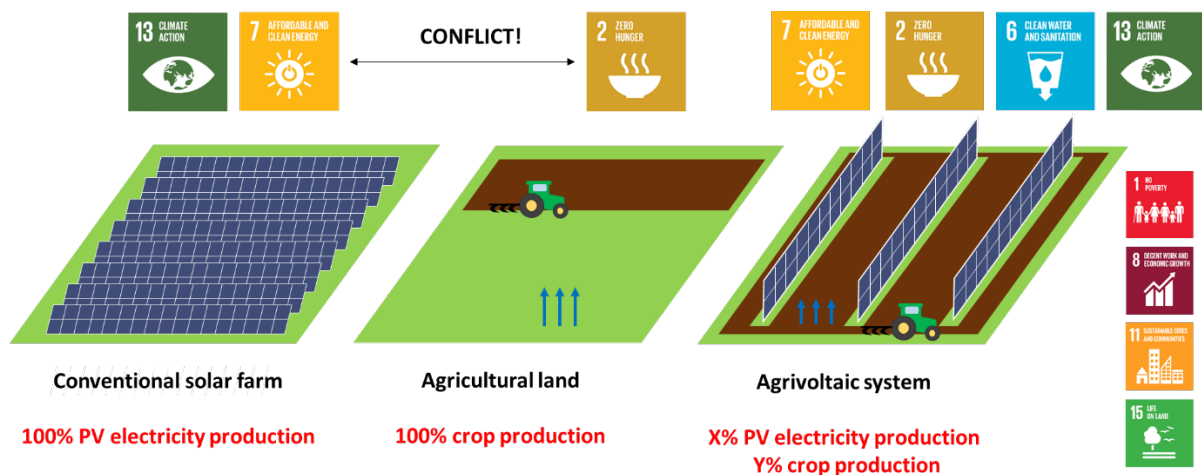 13 CLIMATE
ACTION
7 AFFORDABLE AND
CLEAN ENERGY
CONFLICT!
2 ZERO
HUNGER
7 AFFORDABLE AND
CLEAN ENERGY
2 ZERO
HUNGER
6 CLEAN WATER
AND SANITATION
13 CLIMATE
ACTION
1 NO
POVERTY
8 DECENT WORK AND
ECONOMIC GROWTH
11 SUSTAINABLE CITIES
AND COMMUNITIES
15 LIFE
ON LAND
Conventional solar farm
Agricultural land
Agrivoltaic system
100% PV electricity production
100% crop production
X% PV electricity production
Y% crop production